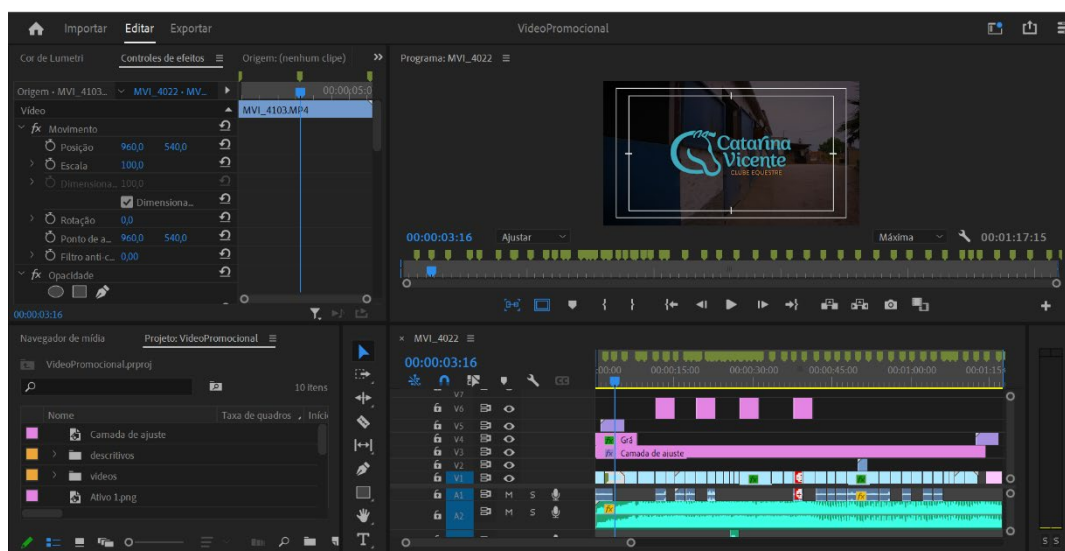 Importar Editar Exportar VideoPromocional
Cor de Lumetri Controles de efeitos Origem: (nenhum clipe) Programa: MVI_4022
Origem • MVI_4103... MVI_4022 • MV... 00:00:05:0
Vídeo MVI_4103.MP4
fx Movimento
Posição 960,0 540,0
Escala 100,0
Dimensiona... 100,0
Dimensiona...
Rotação 0,0
Ponto de a... 960,0 540,0
Filtro anti-c... 0,00
fx Opacidade
00:00:03:16
Catarina
Vicente
CLUBE EQUESTRE
00:00:03:16 Ajustar Máxima 00:01:17:15
Navegador de mídia Projeto: VideoPromocional
VideoPromocional.prproj
10 itens
Nome Taxa de quadros Iníci
Camada de ajuste
descritivos
vídeos
Ativo 1.png
MVI_4022
00:00:03:16
:00:00 00:00:15:00 00:00:30:00 00:00:45:00 00:01:00:00 00:01:15:
V7
V6
V5
V4 fx Grá
V3 fx Camada de ajuste
V2
V1 fx fx
A1 M S fx
A2 M S fx
T S S